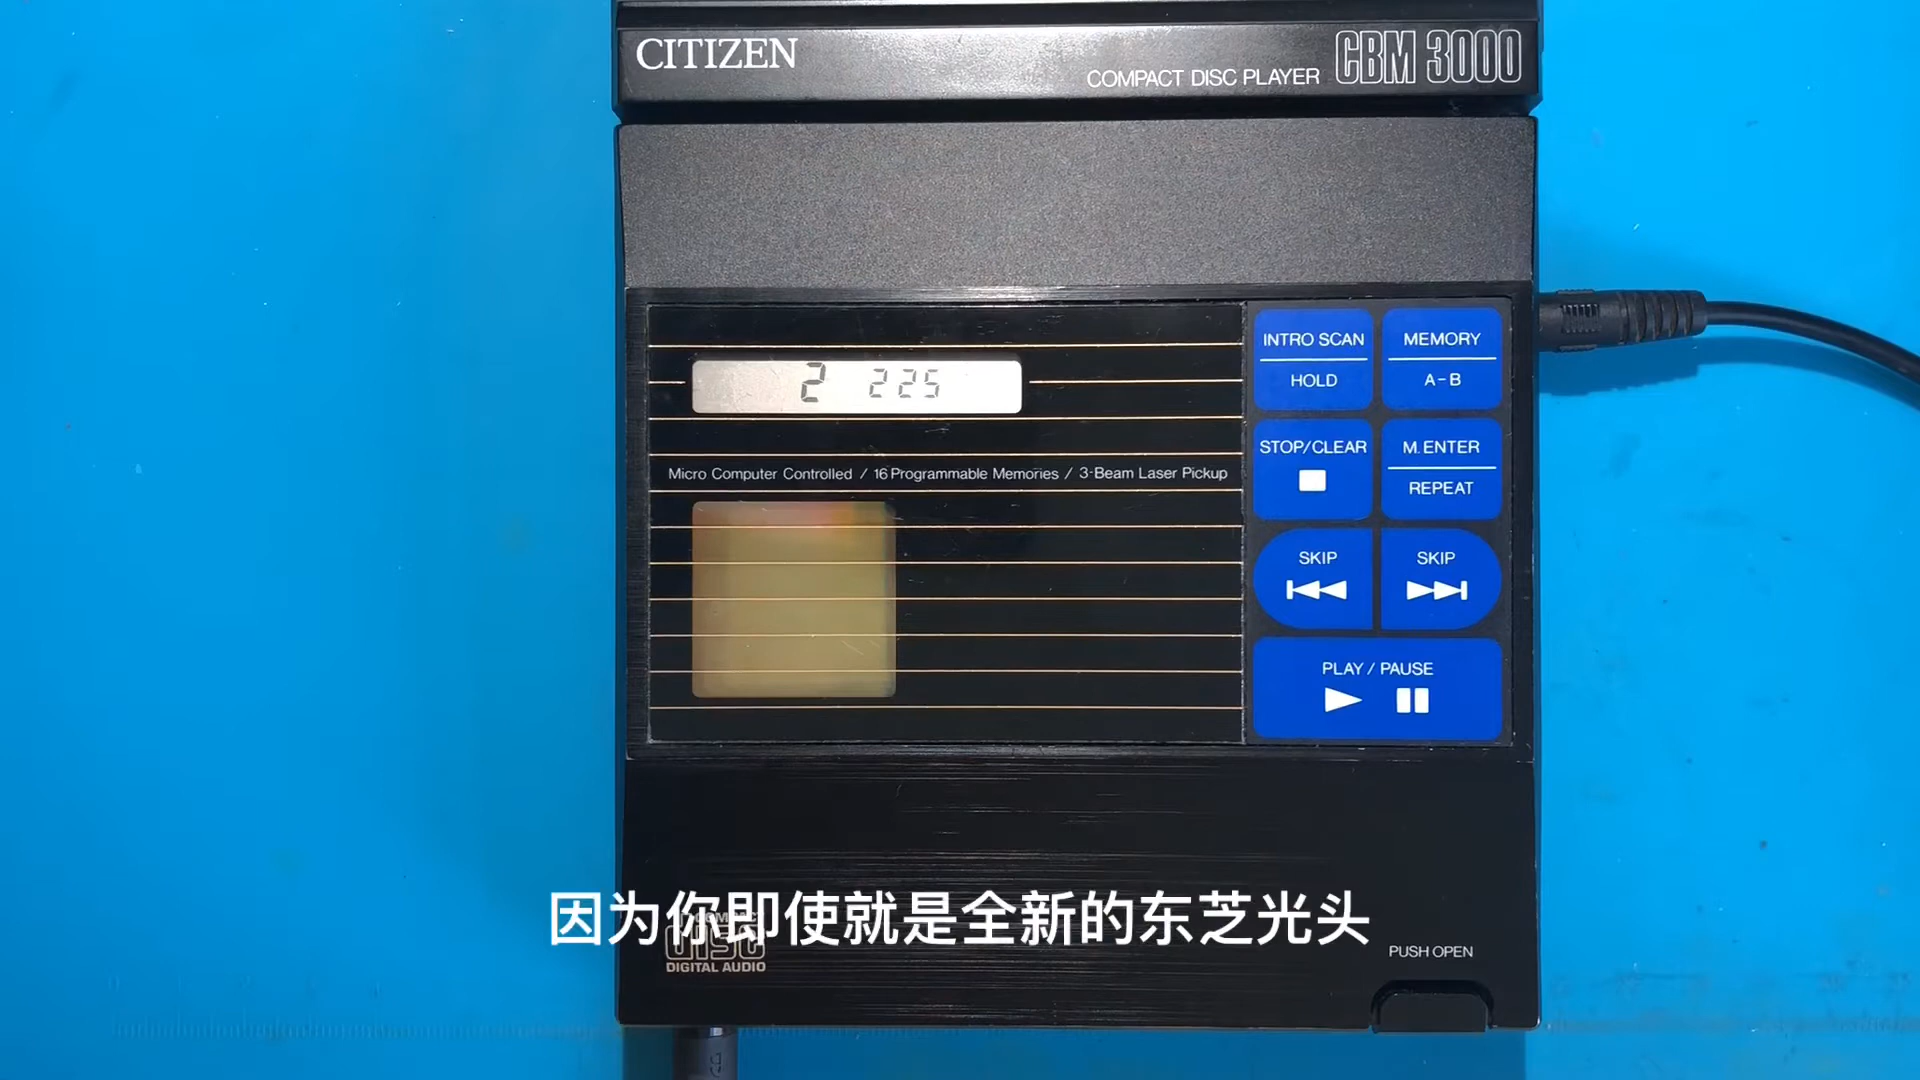 CITIZEN
COMPACT DISC PLAYER CBM 3000
2 225
INTRO SCAN
HOLD
MEMORY
A-B
Micro Computer Controlled / 16 Programmable Memories / 3-Beam Laser Pickup
STOP/CLEAR
M.ENTER
REPEAT
SKIP
SKIP
PLAY / PAUSE
因为你即使就是全新的东芝光头
COMPACT
disc
DIGITAL AUDIO
PUSH OPEN